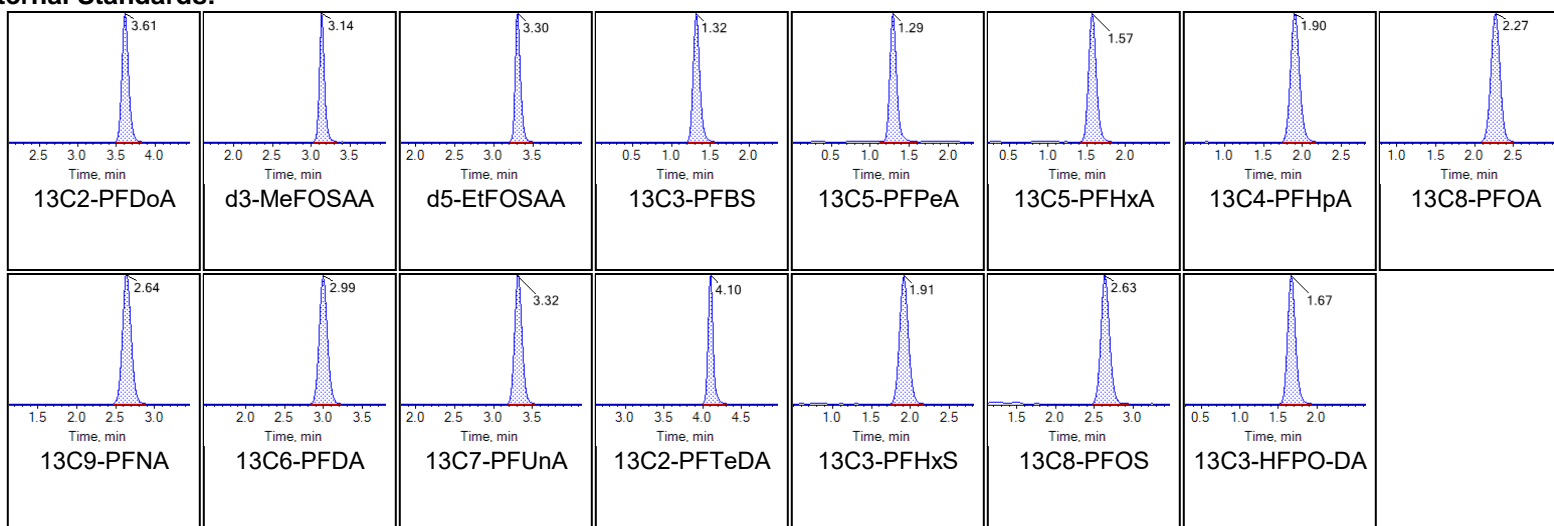 ternal Standards:
3.61 3.14 3.30 1.32 1.29 1.57 1.90 2.27
2.5 3.0 3.5 4.0 2.0 2.5 3.0 3.5 2.0 2.5 3.0 3.5 0.5 1.0 1.5 2.0 0.5 1.0 1.5 2.0 0.5 1.0 1.5 2.0 1.0 1.5 2.0 2.5 1.0 1.5 2.0 2.5
Time, min Time, min Time, min Time, min Time, min Time, min Time, min Time, min
13C2-PFDoA d3-MeFOSAA d5-EtFOSAA 13C3-PFBS 13C5-PFPeA 13C5-PFHxA 13C4-PFHpA 13C8-PFOA
2.64 2.99 3.32 4.10 1.91 2.63 1.67
1.5 2.0 2.5 3.0 2.0 2.5 3.0 3.5 2.0 2.5 3.0 3.5 3.0 3.5 4.0 4.5 1.0 1.5 2.0 2.5 1.5 2.0 2.5 3.0 0.5 1.0 1.5 2.0
Time, min Time, min Time, min Time, min Time, min Time, min Time, min
13C9-PFNA 13C6-PFDA 13C7-PFUnA 13C2-PFTeDA 13C3-PFHxS 13C8-PFOS 13C3-HFPO-DA